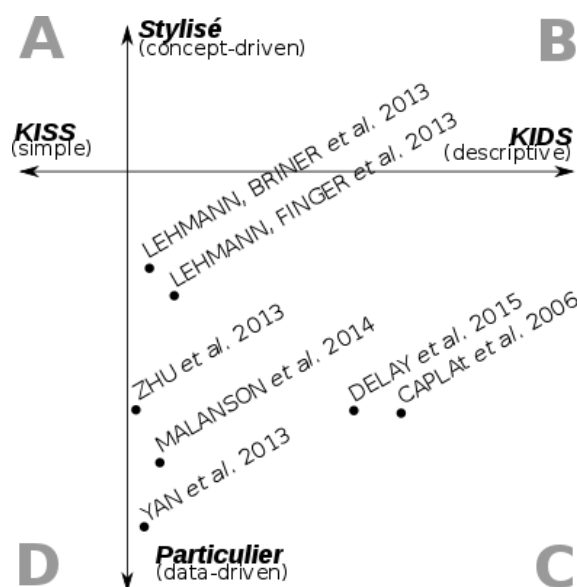 A
Stylisé
(concept-driven)
B
KISS
(simple)
KIDS
(descriptive)
LEHMANN, BRINER et al. 2013
LEHMANN, FINGER et al. 2013
ZHU et al. 2013
MALANSON et al. 2014
DELAY et al. 2015
CAPLAt et al. 2006
YAN et al. 2013
D
Particulier
(data-driven)
C